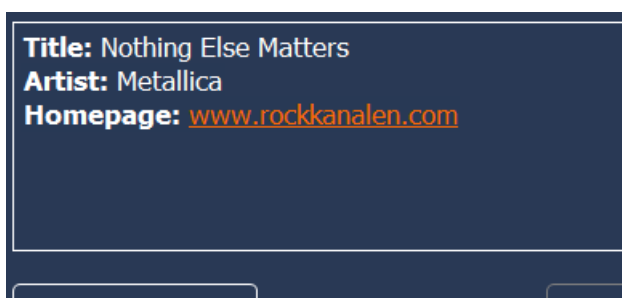 Title: Nothing Else Matters
Artist: Metallica
Homepage: www.rockkanalen.com